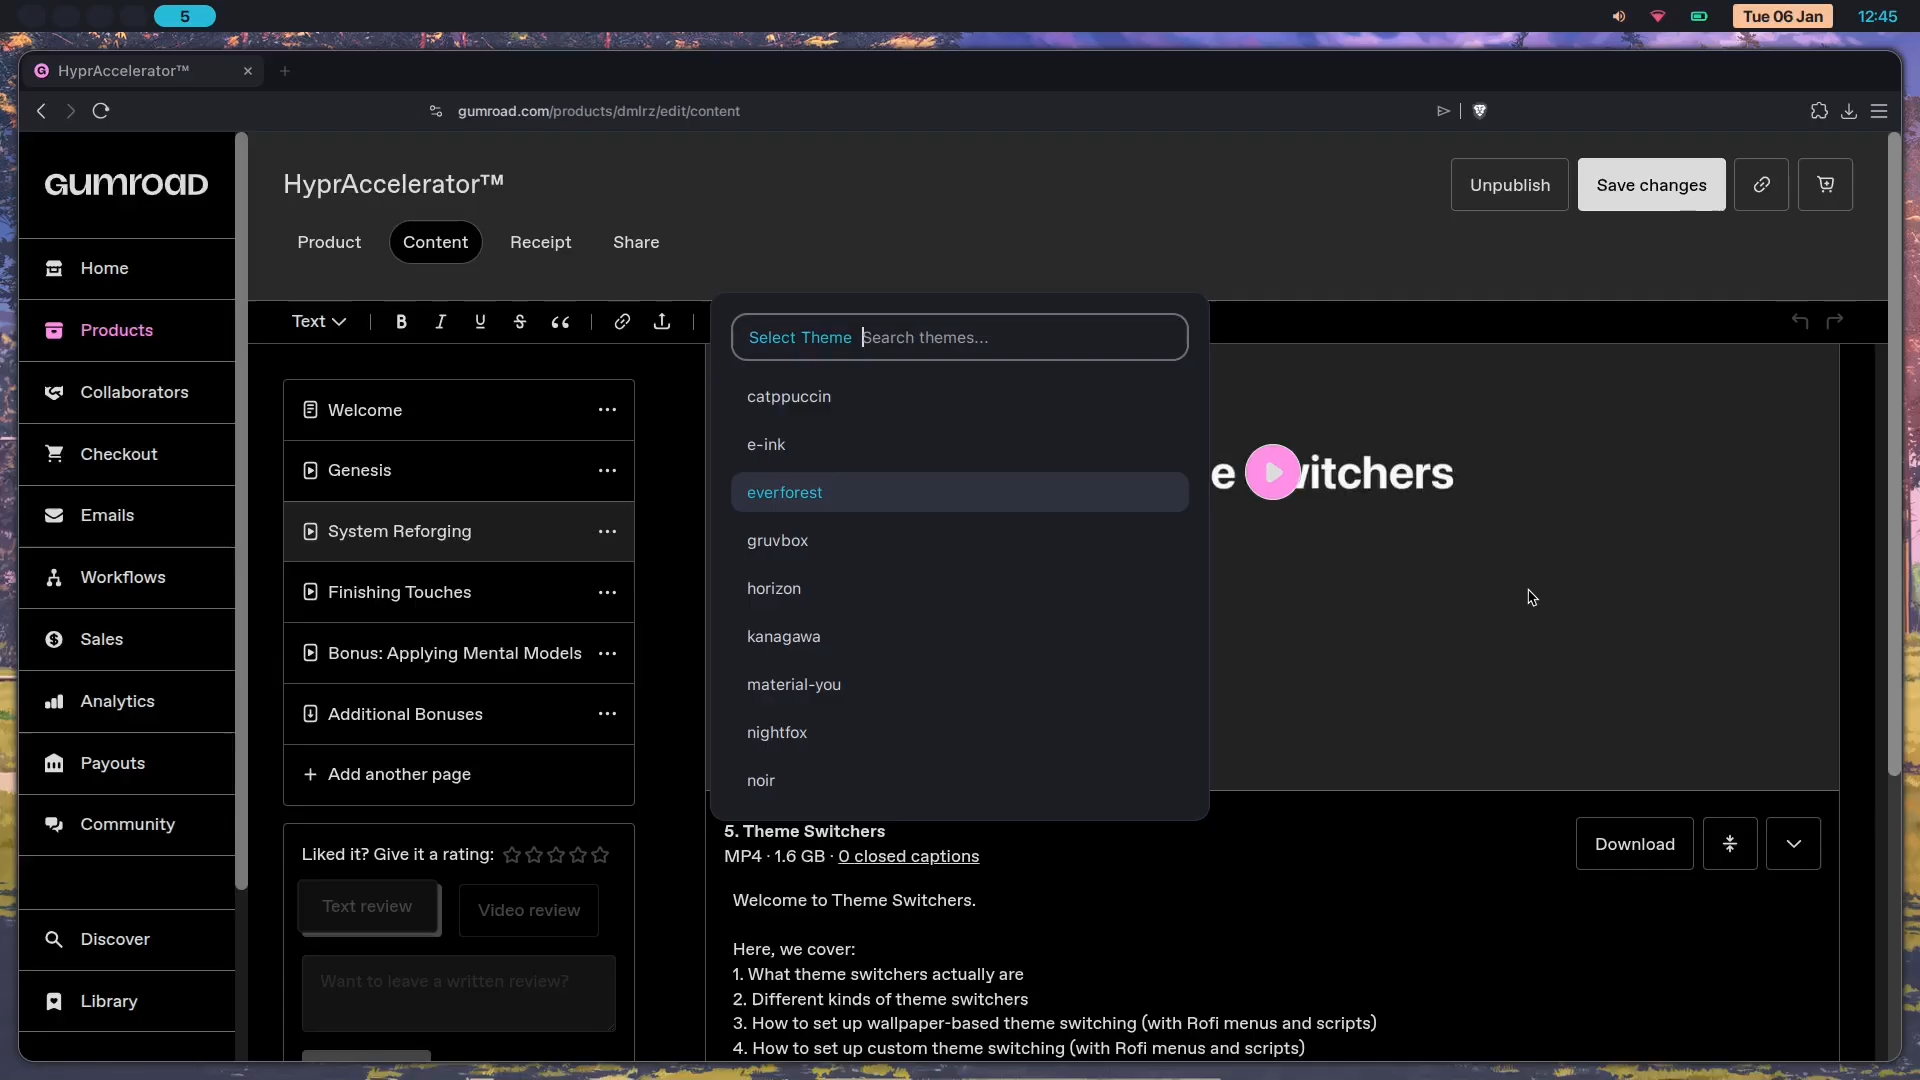 5
Tue 06 Jan
12:45
HyprAccelerator™
gumroad.com/products/dmlrz/edit/content
GUMROAD
Home
Products
Collaborators
Checkout
Emails
Workflows
Sales
Analytics
Payouts
Community
Discover
Library
HyprAccelerator™
Unpublish
Save changes
Product
Content
Receipt
Share
Text
B
I
U
S
Welcome
Genesis
System Reforging
Finishing Touches
Bonus: Applying Mental Models
Additional Bonuses
Add another page
Liked it? Give it a rating:
Text review
Video review
Want to leave a written review?
Select Theme Search themes...
catppuccin
e-ink
everforest
gruvbox
horizon
kanagawa
material-you
nightfox
noir
e witchers
5. Theme Switchers
MP4 · 1.6 GB · 0 closed captions
Download
Welcome to Theme Switchers.
Here, we cover:
1. What theme switchers actually are
2. Different kinds of theme switchers
3. How to set up wallpaper-based theme switching (with Rofi menus and scripts)
4. How to set up custom theme switching (with Rofi menus and scripts)